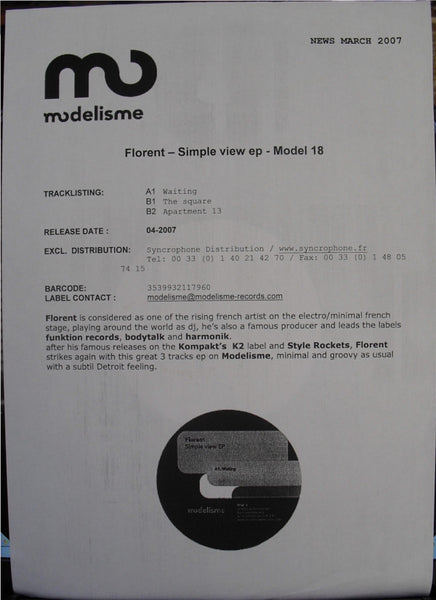 NEWS MARCH 2007
mo
modelisme
Florent – Simple view ep - Model 18
TRACKLISTING: A1 Waiting
B1 The square
B2 Apartment 13
RELEASE DATE : 04-2007
EXCL. DISTRIBUTION: Syncrophone Distribution / www.syncrophone.fr
Tel: 00 33 (0) 1 40 21 42 70 / Fax: 00 33 (0) 1 48 05
74 15
BARCODE: 3539932117960
LABEL CONTACT : modelisme@modelisme-records.com
Florent is considered as one of the rising french artist on the electro/minimal french
stage, playing around the world as dj, he's also a famous producer and leads the labels
funktion records, bodytalk and harmonik.
after his famous releases on the Kompakt's K2 label and Style Rockets, Florent
strikes again with this great 3 tracks ep on Modelisme, minimal and groovy as usual
with a subtil Detroit feeling.
Florent
Simple view EP
A1. Waiting
modelisme